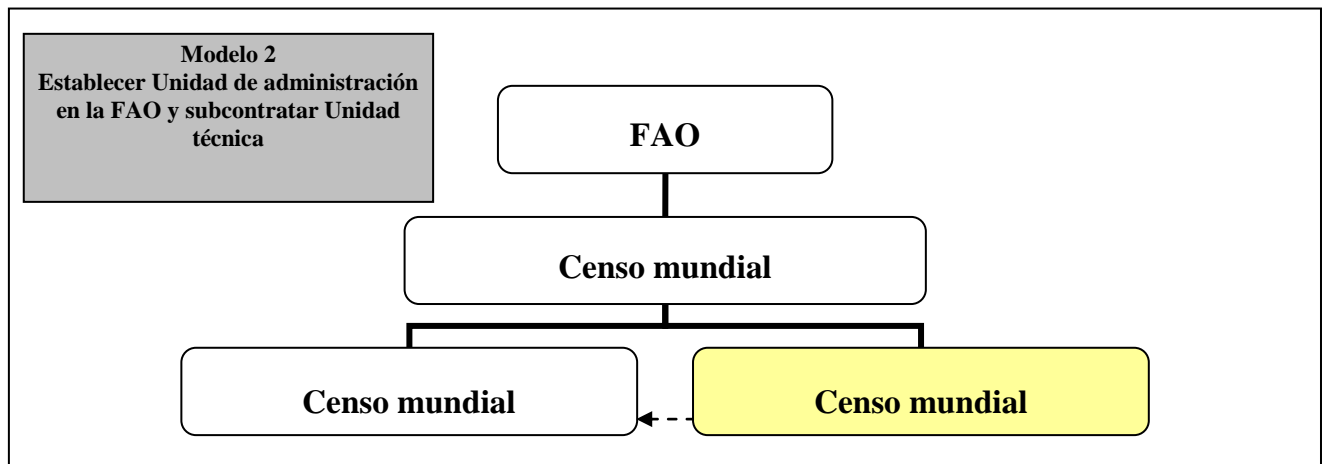 Modelo 2
Establecer Unidad de administración
en la FAO y subcontratar Unidad
técnica
FAO
Censo mundial
Censo mundial
Censo mundial